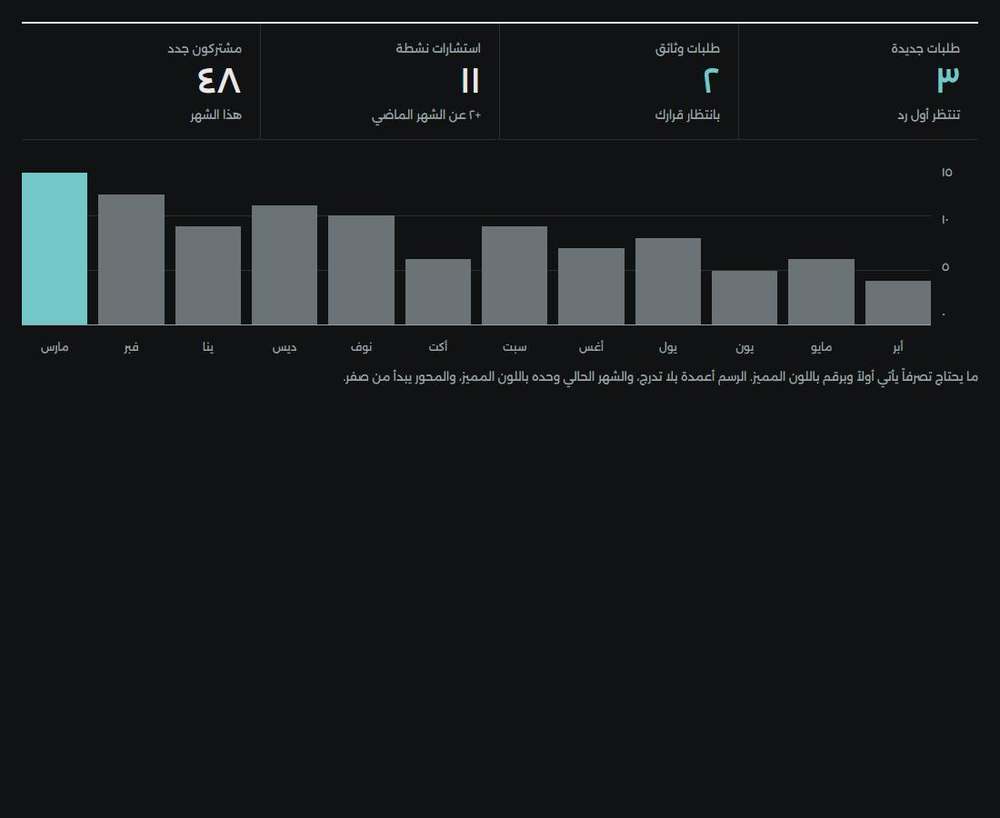 طلبات جديدة
٣
تنتظر أول رد
طلبات وثائق
٢
بانتظار قرارك
استشارات نشطة
١١
+٢ عن الشهر الماضي
مشتركون جدد
٤٨
هذا الشهر
١٥
١٠
٥
٠
أبر مايو يون يول أغس سبت أكت نوف ديس ينا فبر مارس
ما يحتاج تصرفاً يأتي أولاً وبرقم باللون المميز. الرسم أعمدة بلا تدرج، والشهر الحالي وحده باللون المميز، والمحور يبدأ من صفر.